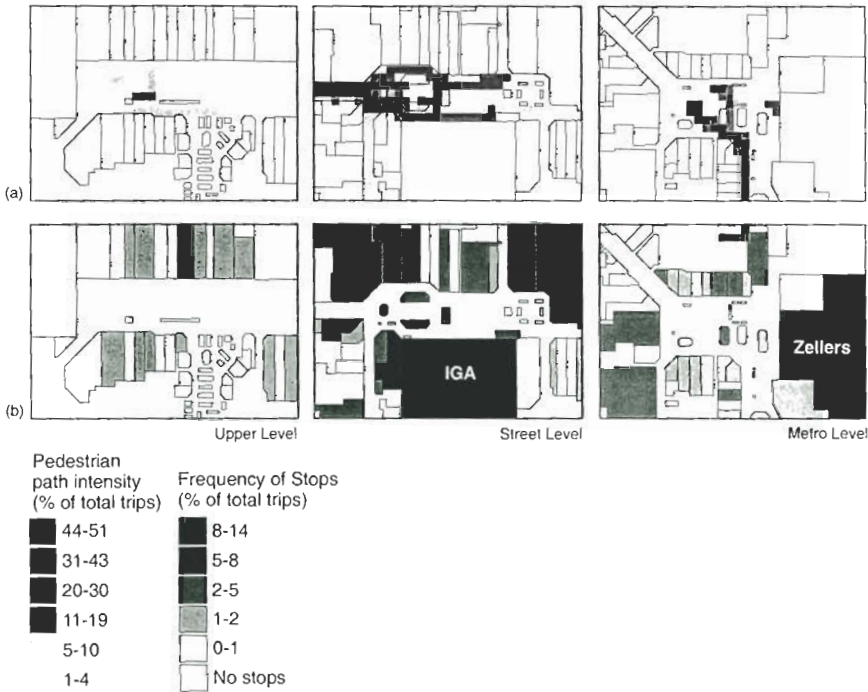 (a)
(b)
IGA
Zellers
Upper Level
Street Level
Metro Level
Pedestrian
path intensity
(% of total trips)
44-51
31-43
20-30
11-19
5-10
1-4
Frequency of Stops
(% of total trips)
8-14
5-8
2-5
1-2
0-1
No stops